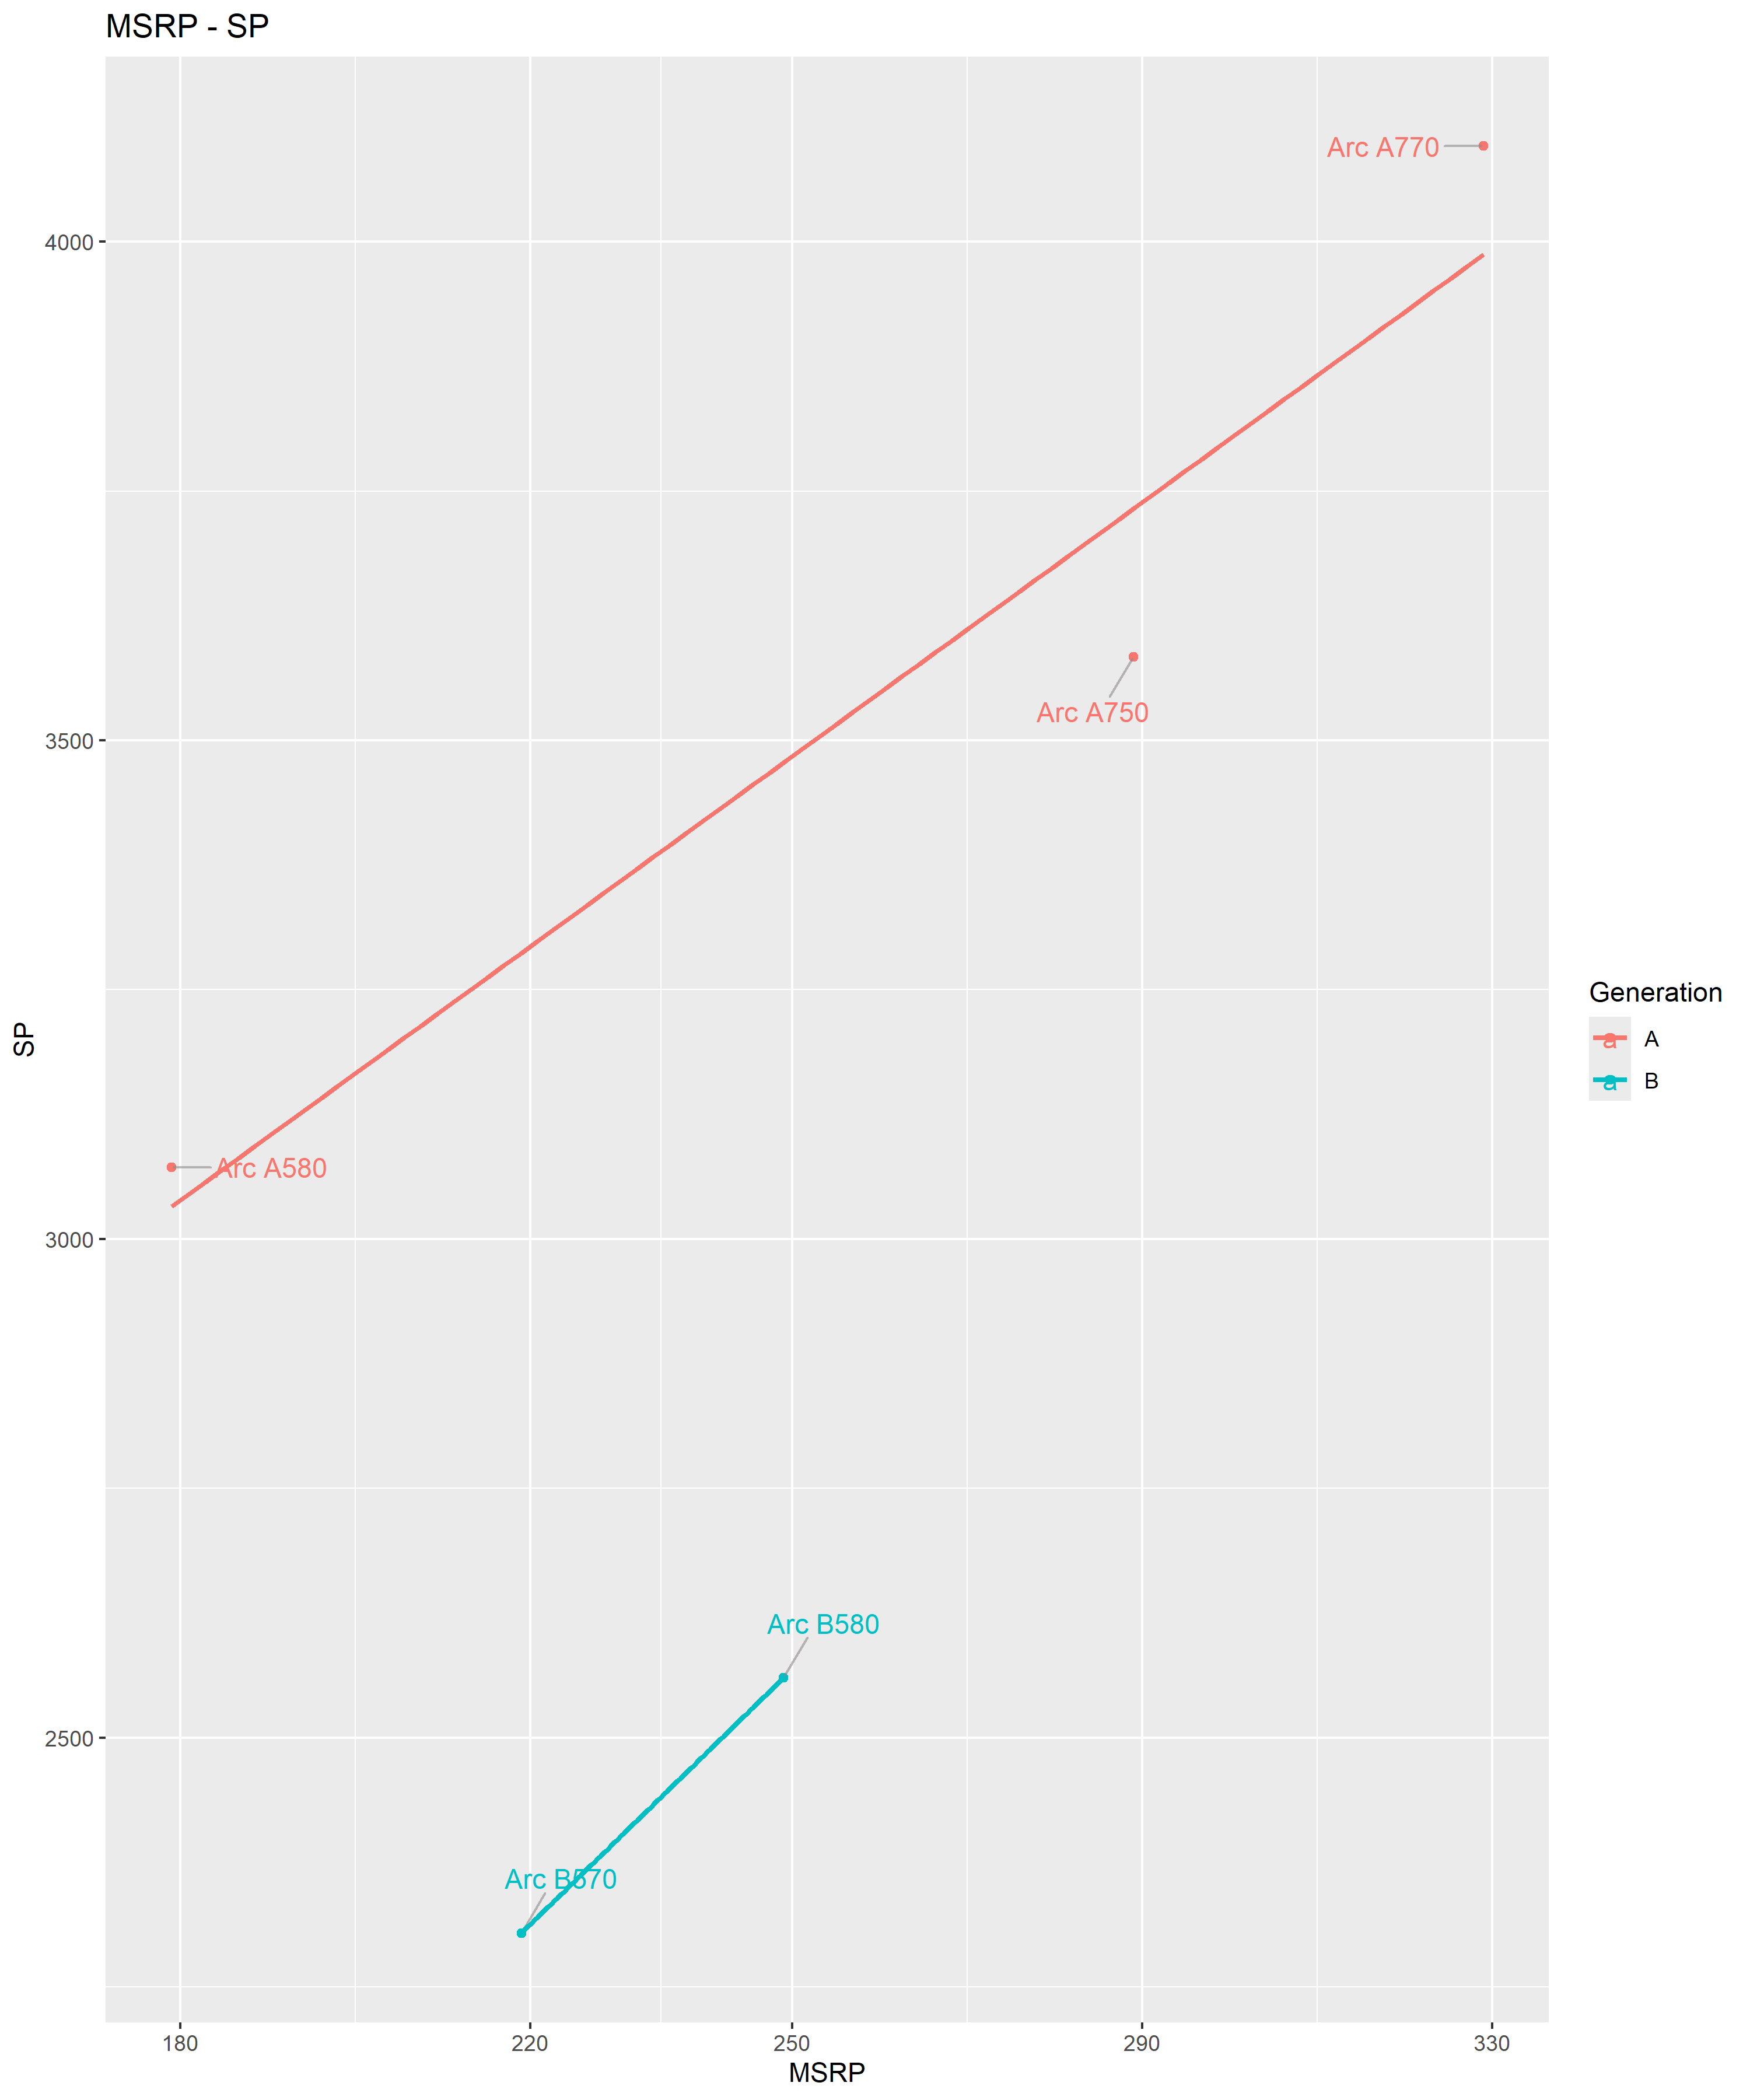 MSRP - SP
Arc A770
4000
Arc A750
3500
Generation
SP
a A
a B
Arc A580
3000
Arc B580
2500
Arc B570
180 220 250 290 330
MSRP